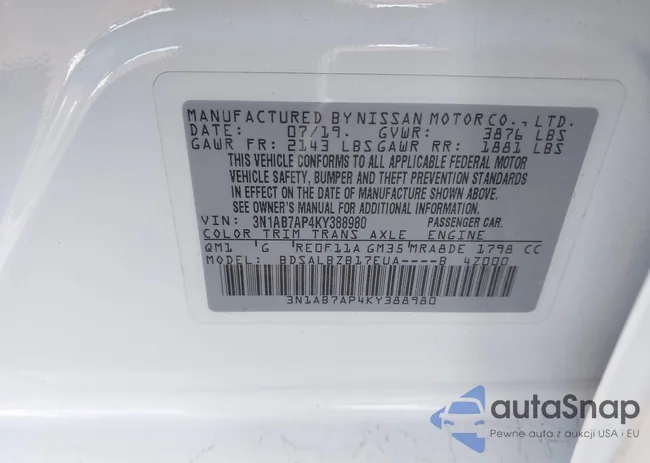 MANUFACTURED BY NISSAN MOTOR CO., LTD.
DATE: 07/19. GVWR: 3876 LBS
GAWR FR: 2143 LBS GAWR RR: 1881 LBS
THIS VEHICLE CONFORMS TO ALL APPLICABLE FEDERAL MOTOR
VEHICLE SAFETY, BUMPER AND THEFT PREVENTION STANDARDS
IN EFFECT ON THE DATE OF MANUFACTURE SHOWN ABOVE.
SEE OWNER'S MANUAL FOR ADDITIONAL INFORMATION.
VIN: 3N1AB7AP4KY388980 PASSENGER CAR.
COLOR TRIM TRANS AXLE ENGINE
QM1 G RE0F11A GM35 MRA8DE 1798 CC
MODEL: BDSALBZB17EUA----B 47000
3N1AB7AP4KY388980
autoSnap
Pewne auta z aukcji USA i EU